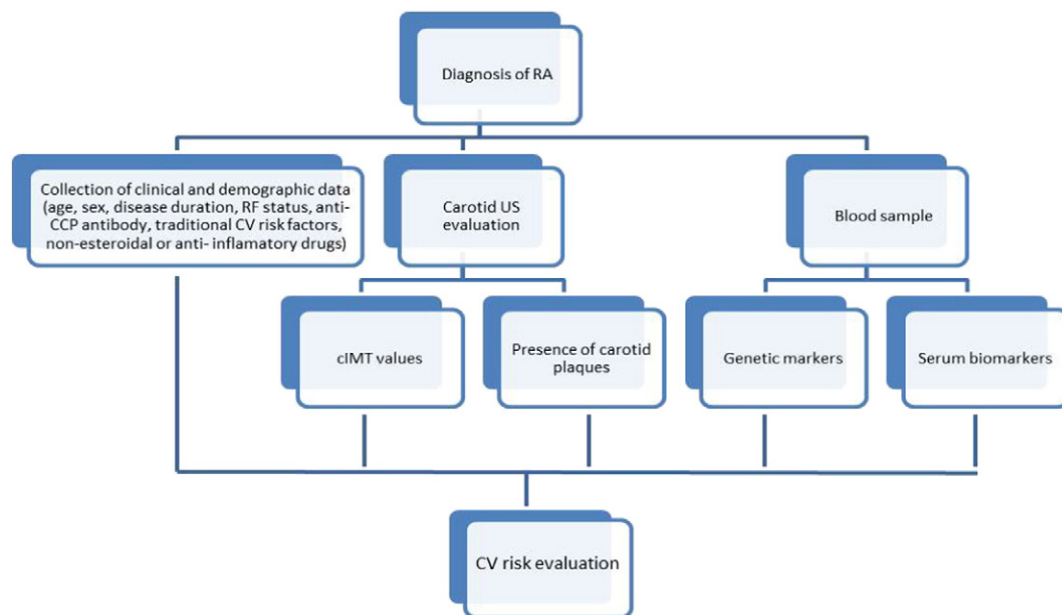 Diagnosis of RA
Collection of clinical and demographic data
(age, sex, disease duration, RF status, anti-
CCP antibody, traditional CV risk factors,
non-esteroidal or anti- inflamatory drugs)
Carotid US
evaluation
Blood sample
cIMT values
Presence of carotid
plaques
Genetic markers
Serum biomarkers
CV risk evaluation